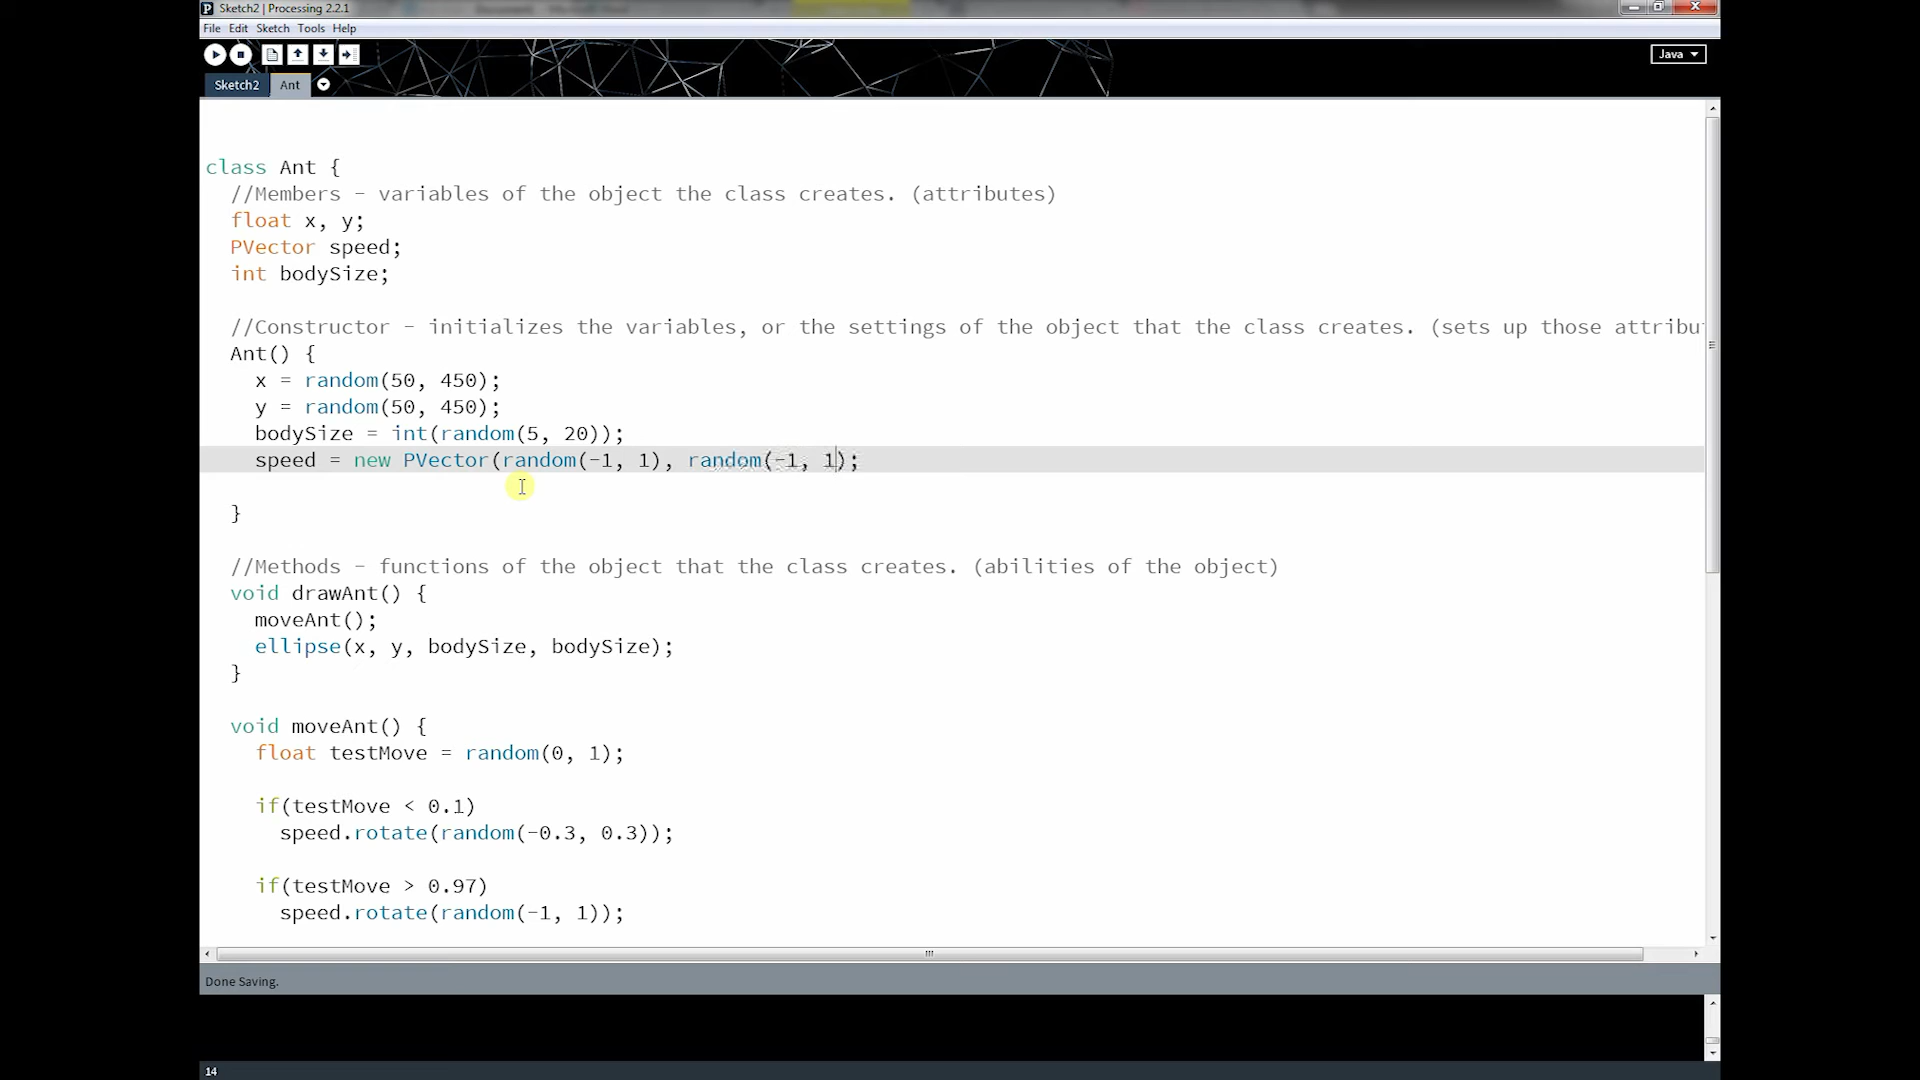 Sketch2 | Processing 2.2.1
File Edit Sketch Tools Help
Java
Sketch2 Ant
class Ant {
//Members - variables of the object the class creates. (attributes)
float x, y;
PVector speed;
int bodySize;
//Constructor - initializes the variables, or the settings of the object that the class creates. (sets up those attribu
Ant() {
x = random(50, 450);
y = random(50, 450);
bodySize = int(random(5, 20));
speed = new PVector(random(-1, 1), random(-1, 1);
}
//Methods - functions of the object that the class creates. (abilities of the object)
void drawAnt() {
moveAnt();
ellipse(x, y, bodySize, bodySize);
}
void moveAnt() {
float testMove = random(0, 1);
if(testMove < 0.1)
speed.rotate(random(-0.3, 0.3));
if(testMove > 0.97)
speed.rotate(random(-1, 1));
Done Saving.
14